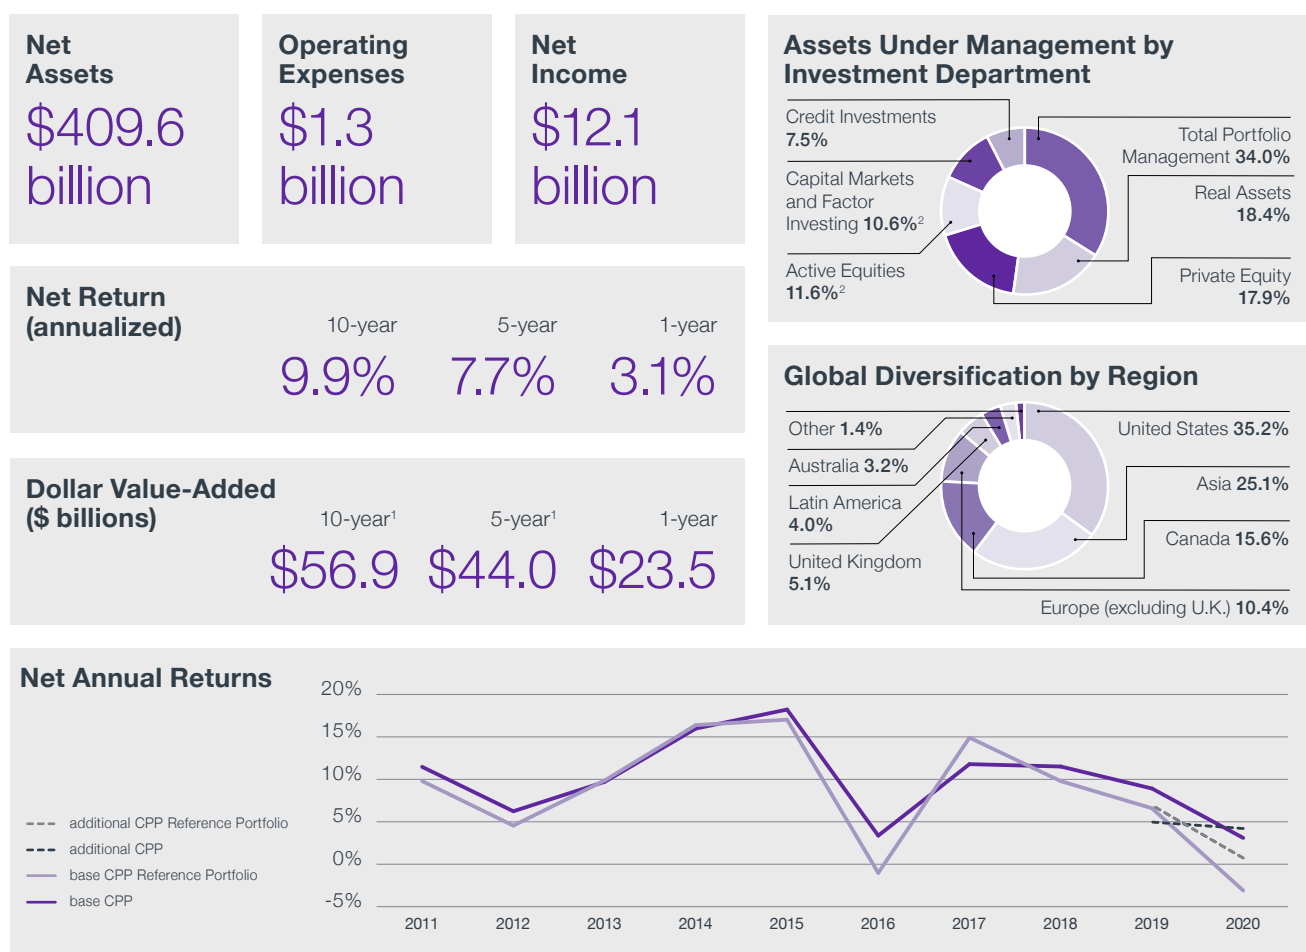 Net
Assets
$409.6
billion
Operating
Expenses
$1.3
billion
Net
Income
$12.1
billion
Net Return
(annualized)
10-year
5-year
1-year
9.9%
7.7%
3.1%
Dollar Value-Added
($ billions)
10-year¹
5-year¹
1-year
$56.9
$44.0
$23.5
Assets Under Management by
Investment Department
Credit Investments
7.5%
Capital Markets
and Factor
Investing 10.6%²
Active Equities
11.6%²
Total Portfolio
Management 34.0%
Real Assets
18.4%
Private Equity
17.9%
Global Diversification by Region
Other 1.4%
Australia 3.2%
Latin America
4.0%
United Kingdom
5.1%
United States 35.2%
Asia 25.1%
Canada 15.6%
Europe (excluding U.K.) 10.4%
Net Annual Returns
additional CPP Reference Portfolio
additional CPP
base CPP Reference Portfolio
base CPP
20%
15%
10%
5%
0%
-5%
2011
2012
2013
2014
2015
2016
2017
2018
2019
2020